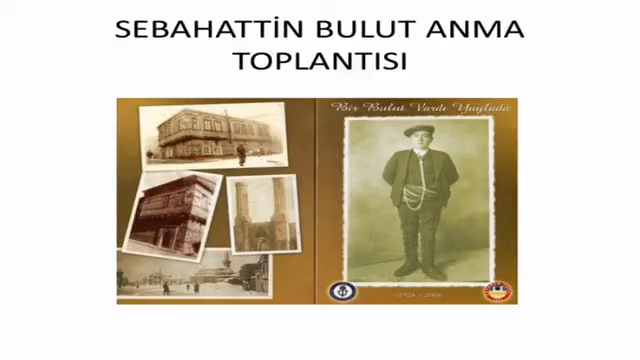 SEBAHATTİN BULUT ANMA
TOPLANTISI
Bir Bulut Vardı Yaylada